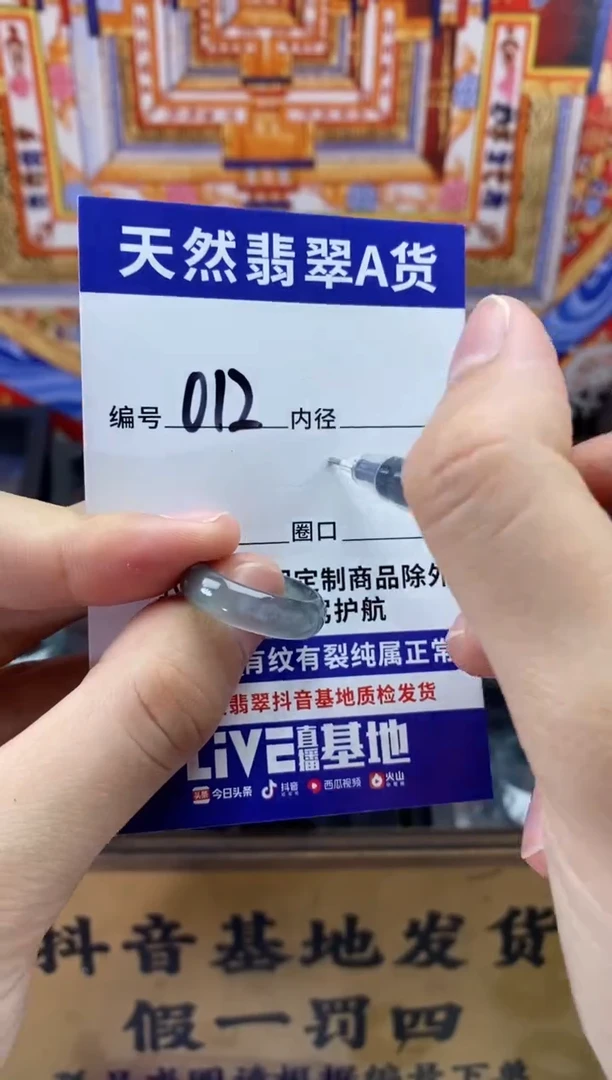 天然翡翠A货
编号 012 内径
圈口
定制商品除外
护航
有纹有裂纯属正常
翡翠抖音基地质检发货
LiVE直播基地
头条 今日头条 抖音 西瓜视频 火山
抖音基地发货
假一罚四